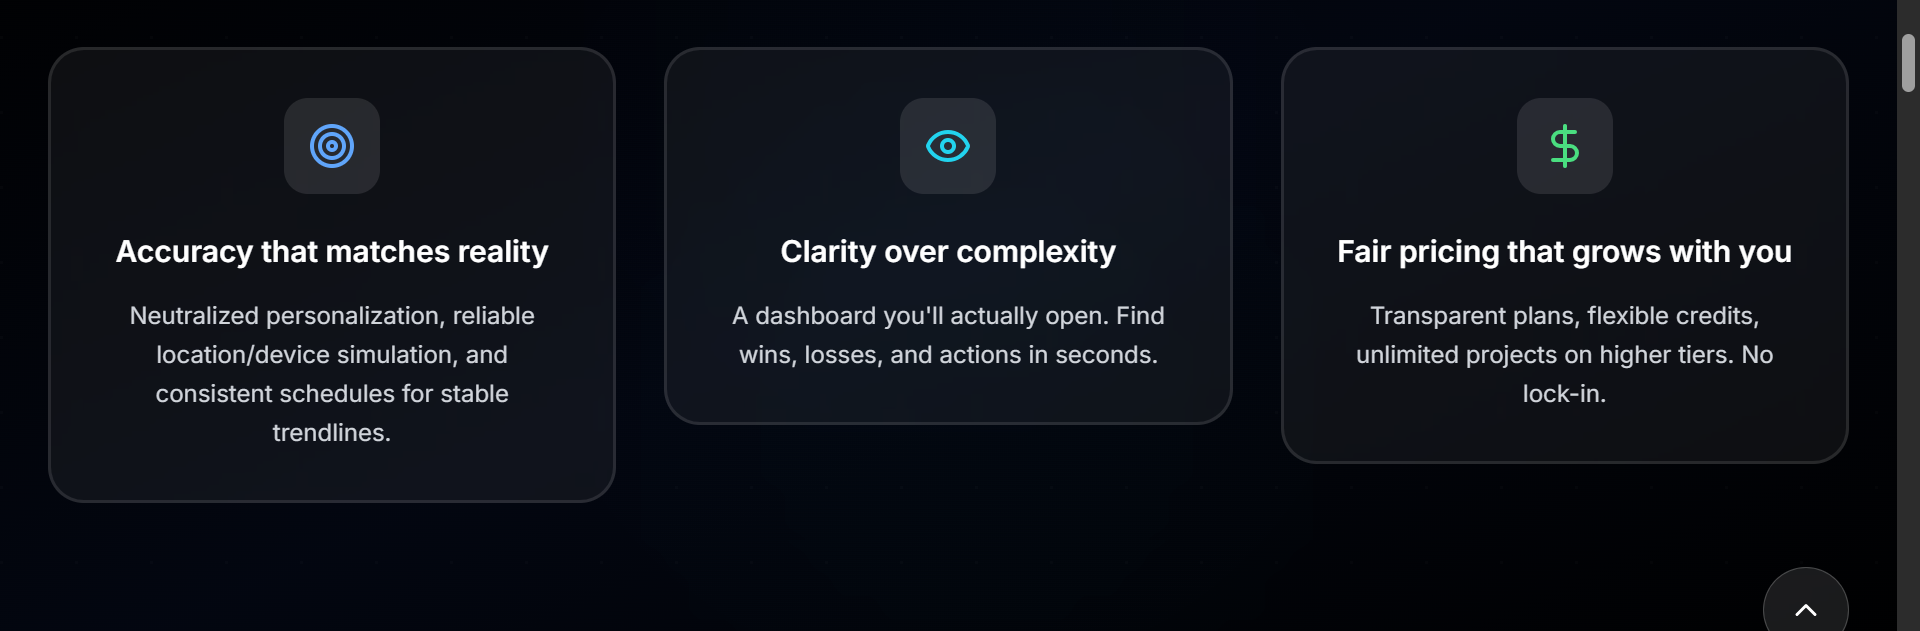 Accuracy that matches reality
Neutralized personalization, reliable
location/device simulation, and
consistent schedules for stable
trendlines.
Clarity over complexity
A dashboard you'll actually open. Find
wins, losses, and actions in seconds.
Fair pricing that grows with you
Transparent plans, flexible credits,
unlimited projects on higher tiers. No
lock-in.